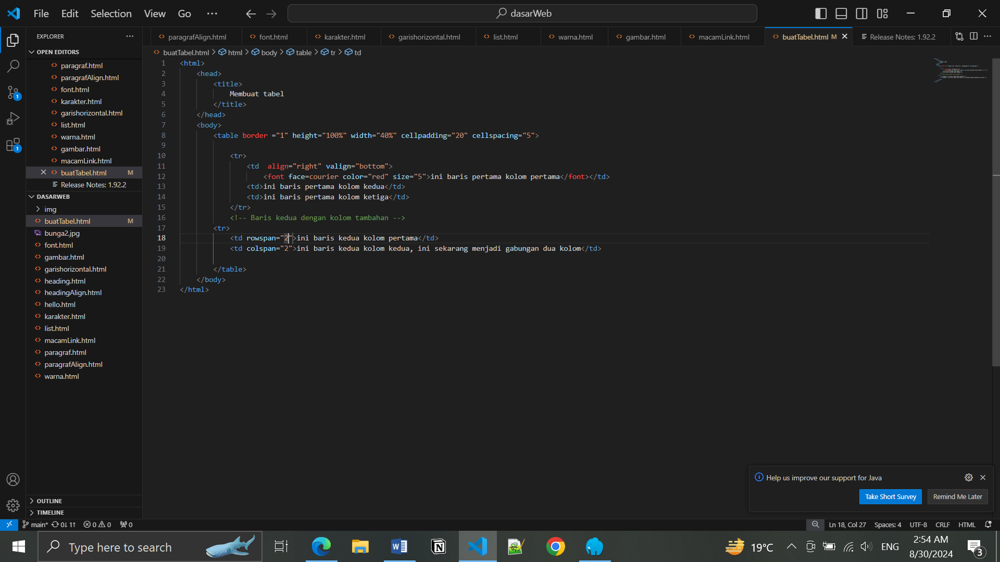 File Edit Selection View Go ··· dasarWeb
EXPLORER ···
OPEN EDITORS
paragraf.html
paragrafAlign.html
font.html
karakter.html
garishorizontal.html
list.html
warna.html
gambar.html
macamLink.html
buatTabel.html M
Release Notes: 1.92.2
DASARWEB
img
buatTabel.html M
bunga2.jpg
font.html
gambar.html
garishorizontal.html
heading.html
headingAlign.html
hello.html
karakter.html
list.html
macamLink.html
paragraf.html
paragrafAlign.html
warna.html
OUTLINE
TIMELINE
1
1
paragrafAlign.html font.html karakter.html garishorizontal.html list.html warna.html gambar.html macamLink.html buatTabel.html M Release Notes: 1.92.2 ···
buatTabel.html > html > body > table > tr > td
1 <html>
2 <head>
3 <title>
4 Membuat tabel
5 </title>
6 </head>
7 <body>
8 <table border ="1" height="100%" width="40%" cellpadding="20" cellspacing="5">
9
10 <tr>
11 <td  align="right" valign="bottom">
12 <font face=courier color="red" size="5">ini baris pertama kolom pertama</font></td>
13 <td>ini baris pertama kolom kedua</td>
14 <td>ini baris pertama kolom ketiga</td>
15 </tr>
16 <!-- Baris kedua dengan kolom tambahan -->
17 <tr>
18 <td rowspan="2">ini baris kedua kolom pertama</td>
19 <td colspan="2">ini baris kedua kolom kedua, ini sekarang menjadi gabungan dua kolom</td>
20
21 </table>
22 </body>
23 </html>
Help us improve our support for Java
Take Short Survey Remind Me Later
main* 0↓ 1↑ 0 0 0 Ln 18, Col 27 Spaces: 4 UTF-8 CRLF HTML
Type here to search 19°C ENG 2:54 AM
8/30/2024 3